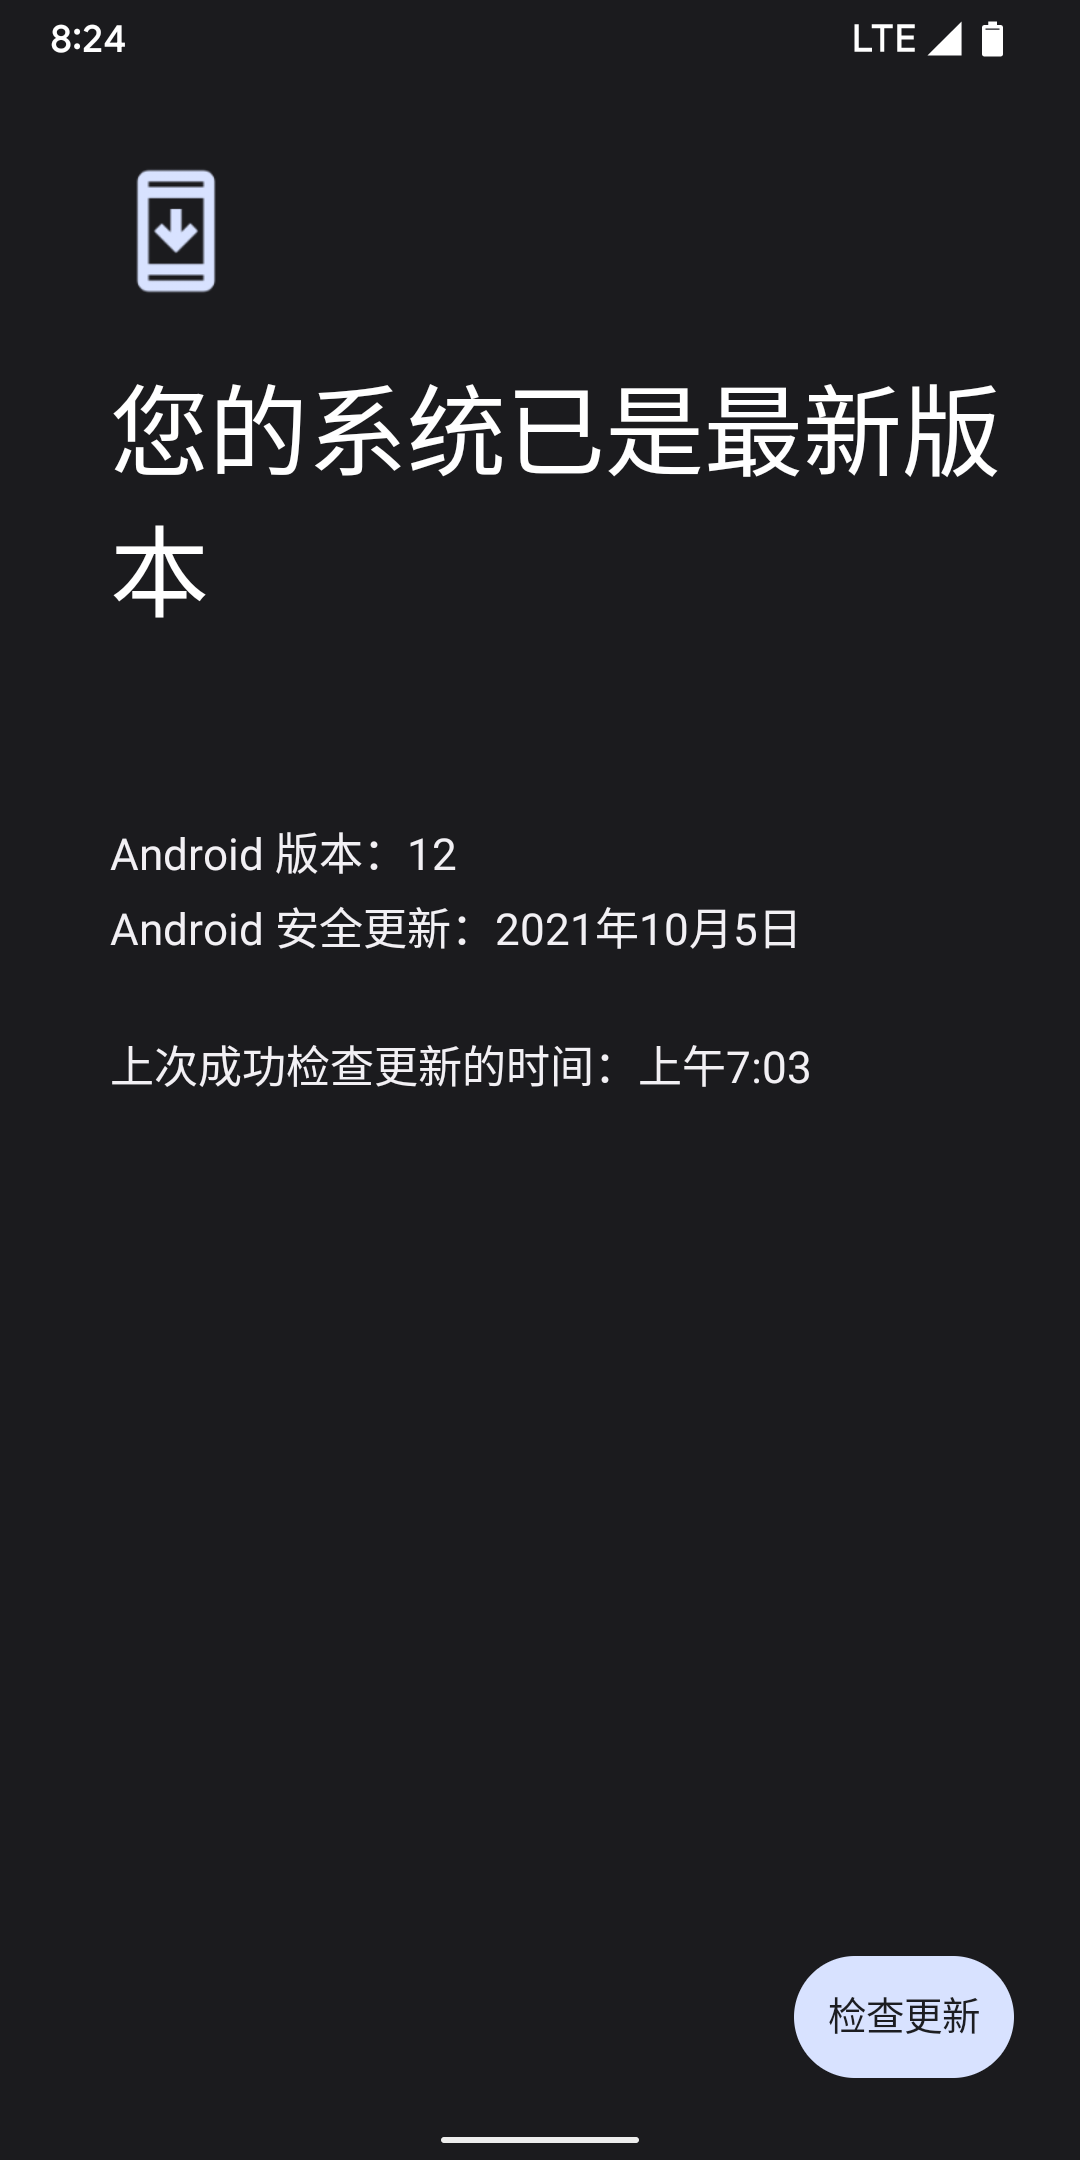 8:24 LTE
您的系统已是最新版
本
Android 版本：12
Android 安全更新：2021年10月5日
上次成功检查更新的时间：上午7:03
检查更新